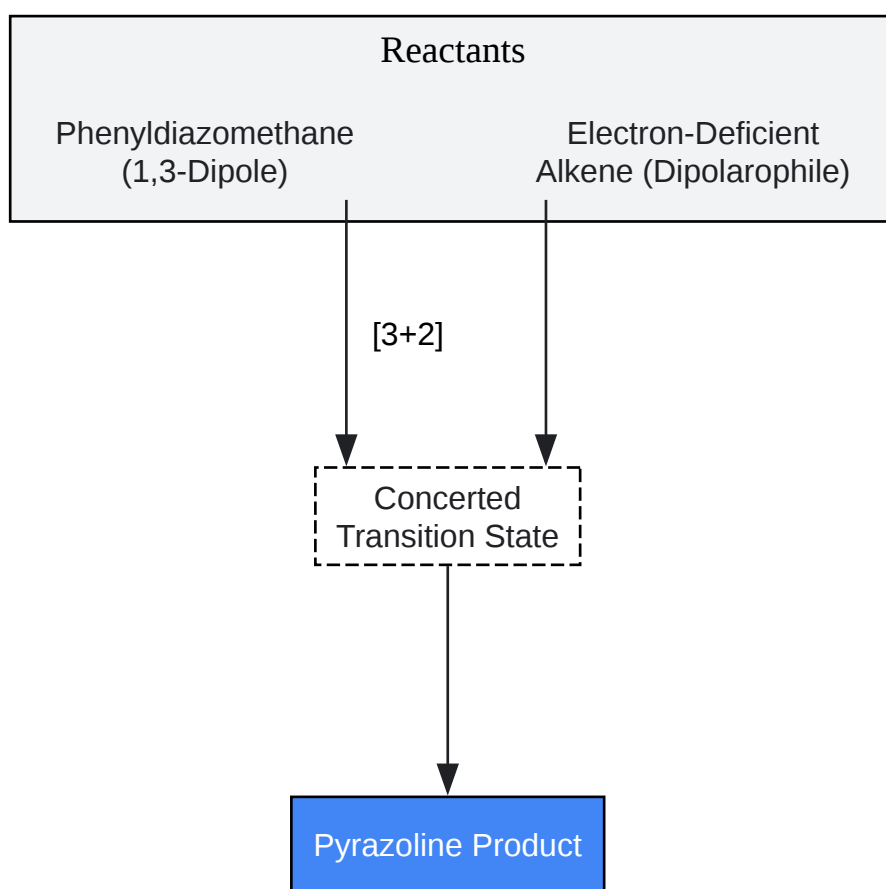 Reactants
Phenyldiazomethane
(1,3-Dipole)
Electron-Deficient
Alkene (Dipolarophile)
[3+2]
Concerted
Transition State
Pyrazoline Product